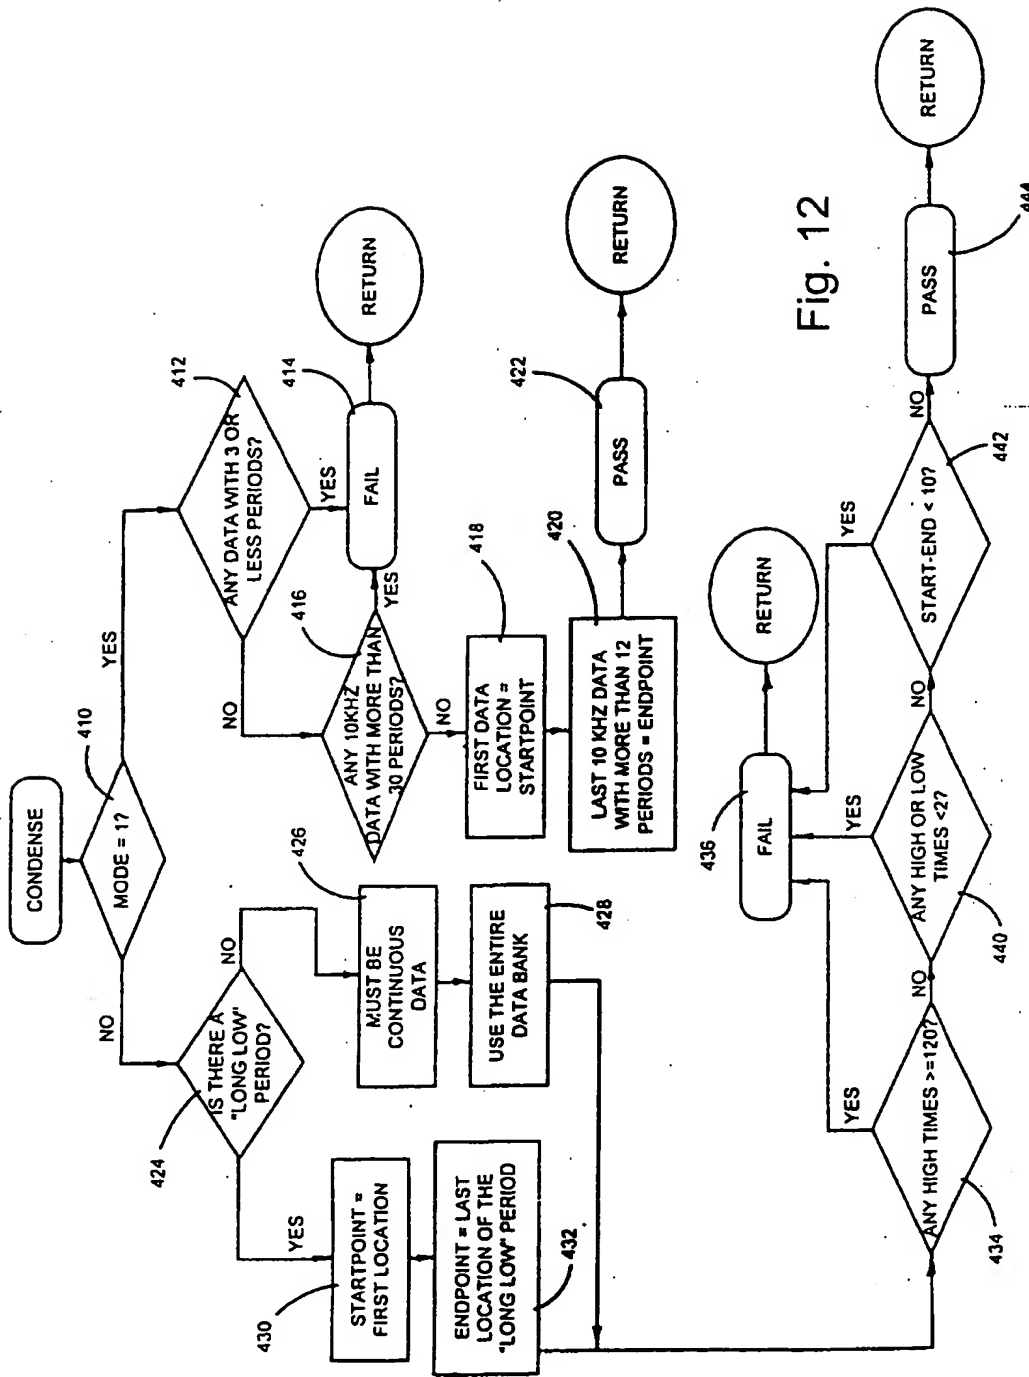 CONDENSE
410
MODE = 1?
YES
NO
412
ANY DATA WITH 3 OR
LESS PERIODS?
YES
NO
414
FAIL
RETURN
416
ANY 10KHZ
DATA WITH MORE THAN
30 PERIODS?
YES
NO
418
FIRST DATA
LOCATION =
STARTPOINT
420
LAST 10 KHZ DATA
WITH MORE THAN 12
PERIODS = ENDPOINT
422
PASS
RETURN
424
IS THERE A
"LONG LOW"
PERIOD?
NO
YES
426
MUST BE
CONTINUOUS
DATA
428
USE THE ENTIRE
DATA BANK
430
STARTPOINT =
FIRST LOCATION
432
ENDPOINT = LAST
LOCATION OF THE
"LONG LOW" PERIOD
434
ANY HIGH TIMES >=120?
YES
NO
436
FAIL
RETURN
440
ANY HIGH OR LOW
TIMES <2?
YES
NO
442
START-END < 10?
YES
NO
444
PASS
RETURN
Fig. 12